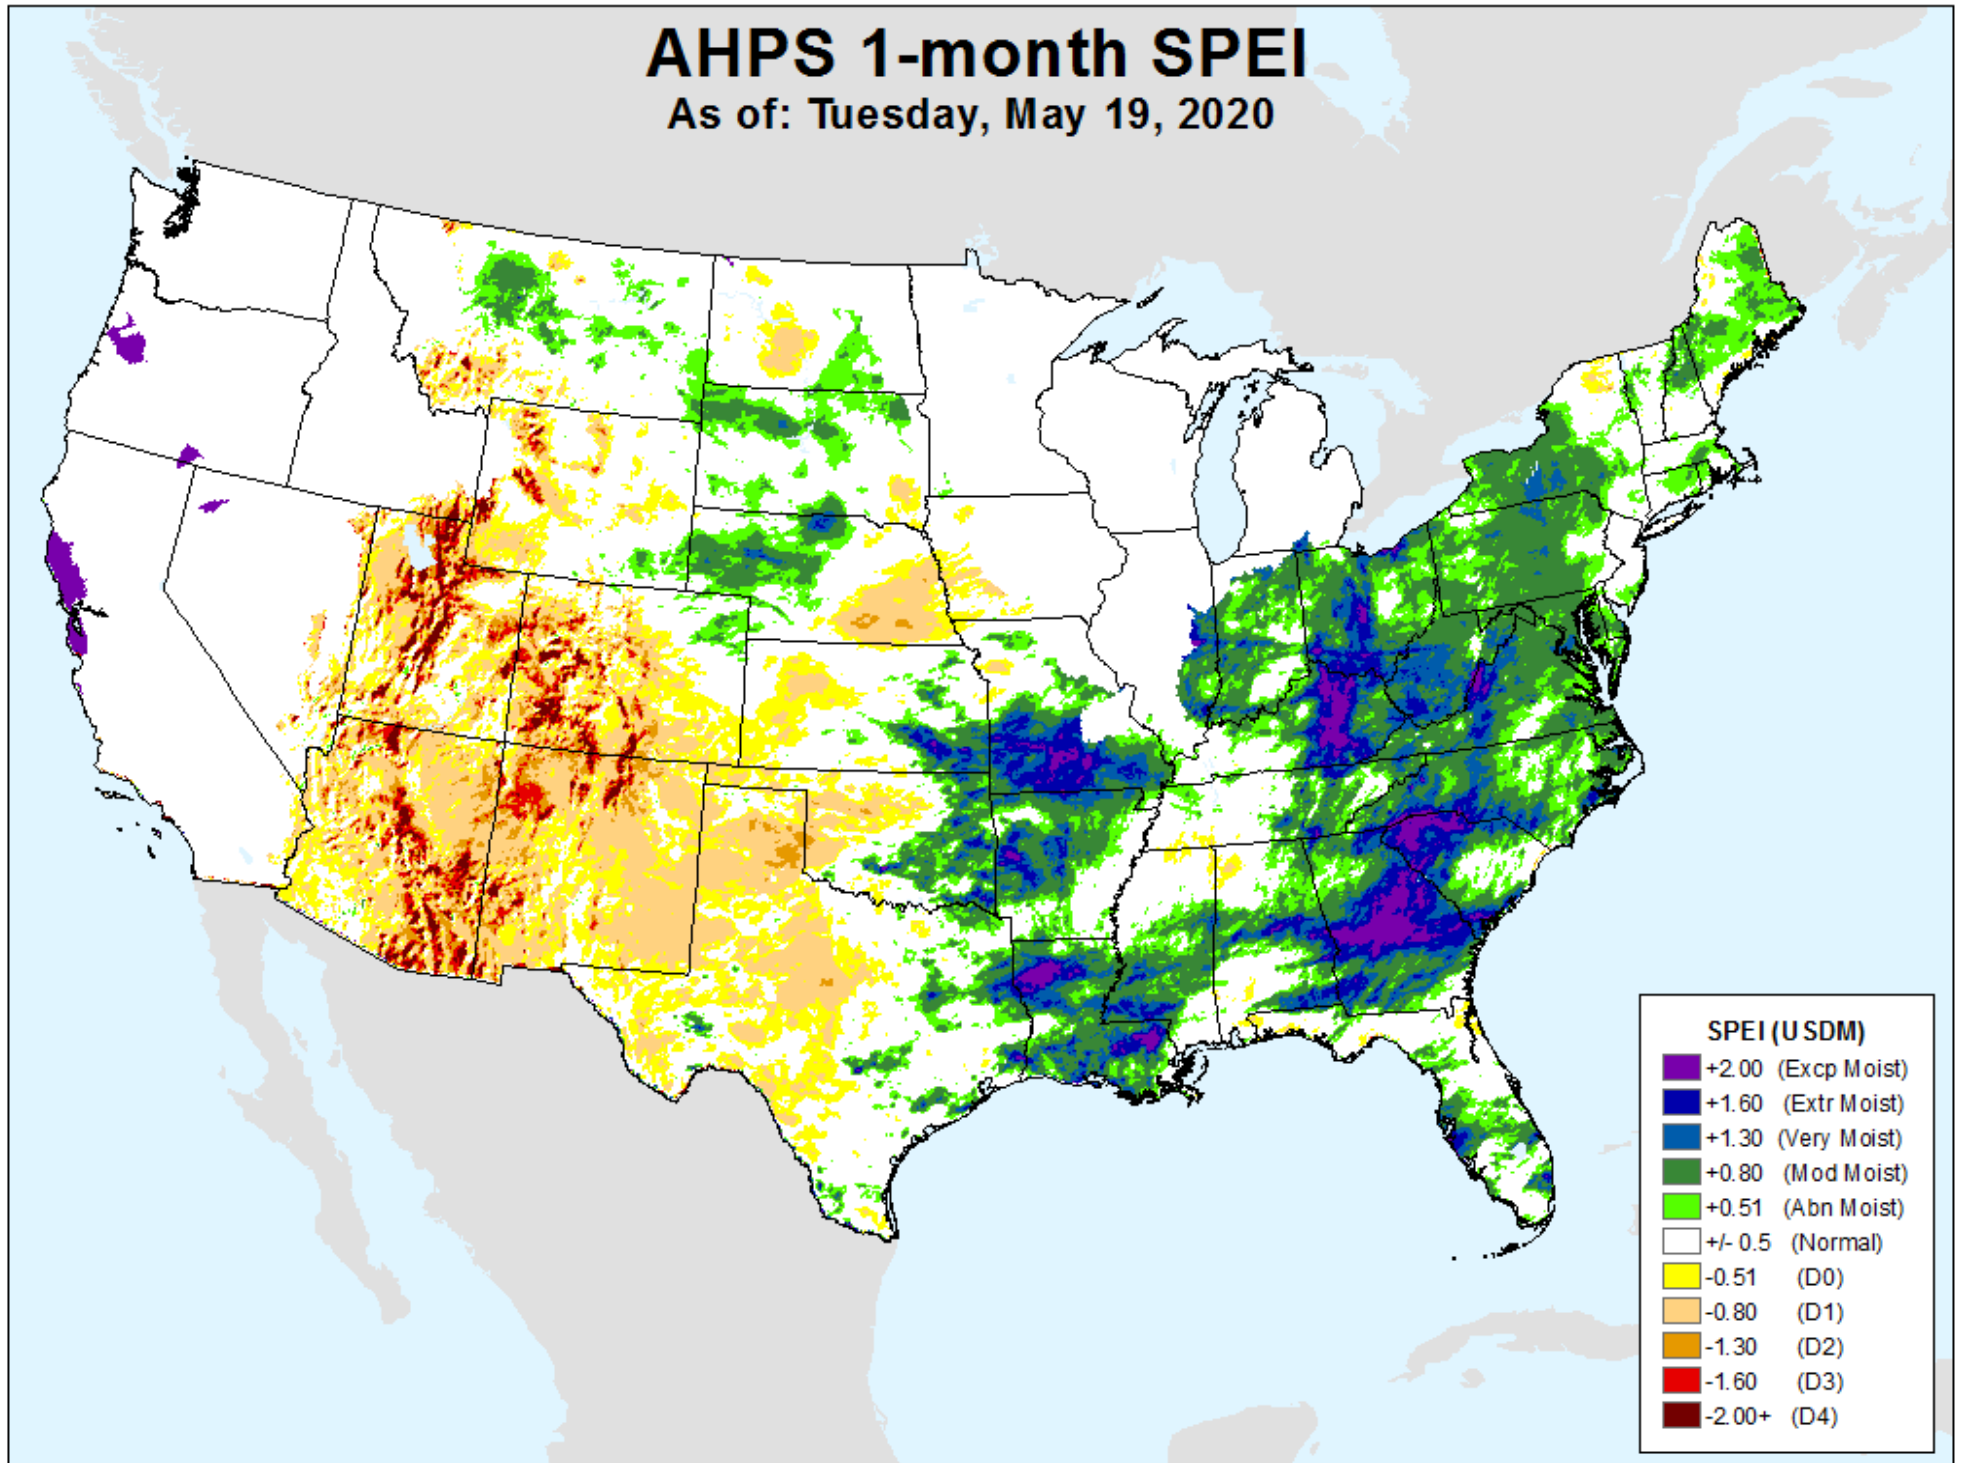 AHPS 1-month SPEI
As of: Tuesday, May 19, 2020
SPEI (USDM)
+2.00 (Excp Moist)
+1.60 (Extr Moist)
+1.30 (Very Moist)
+0.80 (Mod Moist)
+0.51 (Abn Moist)
+/- 0.5 (Normal)
-0.51 (D0)
-0.80 (D1)
-1.30 (D2)
-1.60 (D3)
-2.00+ (D4)